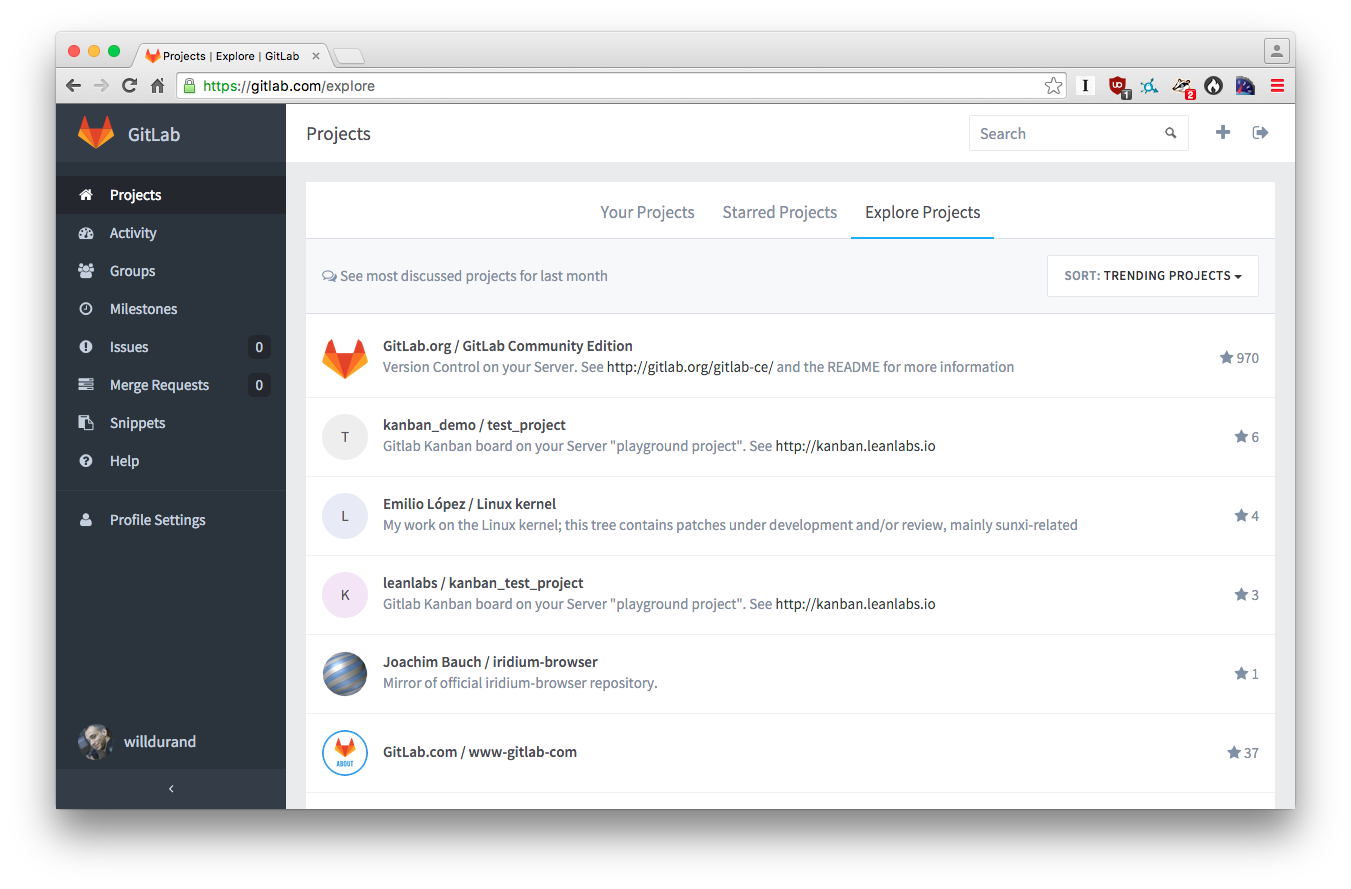 Projects | Explore | GitLab
https://gitlab.com/explore
I
UD
1
2
GitLab
Projects
Search
Projects
Activity
Groups
Milestones
Issues 0
Merge Requests 0
Snippets
Help
Profile Settings
willdurand
Your Projects Starred Projects Explore Projects
See most discussed projects for last month
SORT: TRENDING PROJECTS
GitLab.org / GitLab Community Edition
Version Control on your Server. See http://gitlab.org/gitlab-ce/ and the README for more information
970
T
kanban_demo / test_project
Gitlab Kanban board on your Server "playground project". See http://kanban.leanlabs.io
6
L
Emilio López / Linux kernel
My work on the Linux kernel; this tree contains patches under development and/or review, mainly sunxi-related
4
K
leanlabs / kanban_test_project
Gitlab Kanban board on your Server "playground project". See http://kanban.leanlabs.io
3
Joachim Bauch / iridium-browser
Mirror of official iridium-browser repository.
1
ABOUT
GitLab.com / www-gitlab-com
37